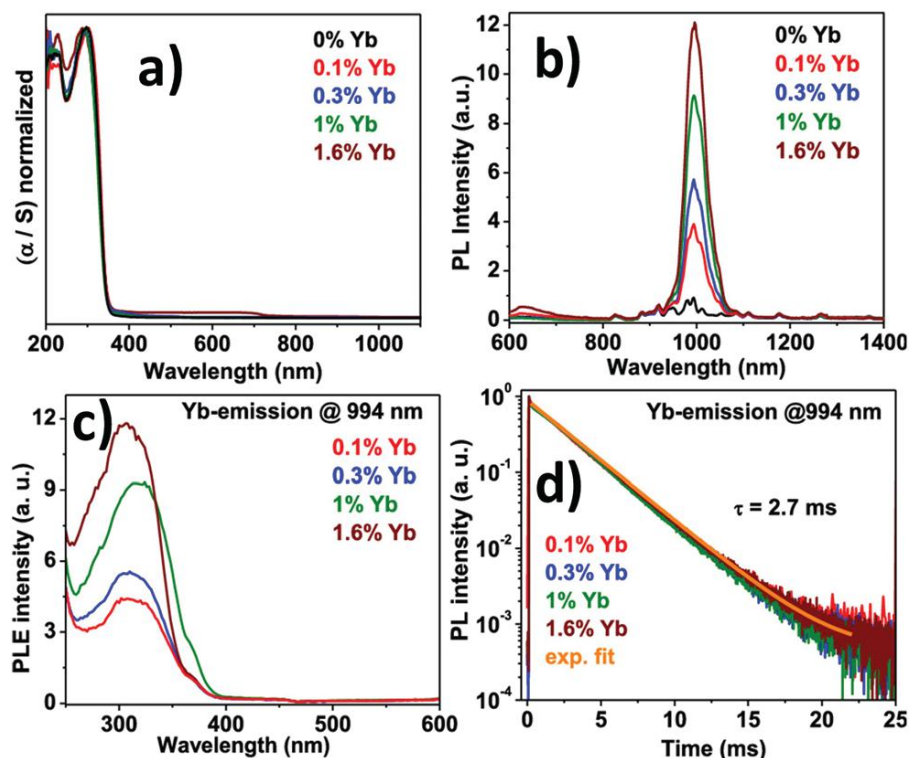 a)
(α / S) normalized
0% Yb
0.1% Yb
0.3% Yb
1% Yb
1.6% Yb
200 400 600 800 1000
Wavelength (nm)
b)
PL Intensity (a.u.)
12
10
8
6
4
2
0
0% Yb
0.1% Yb
0.3% Yb
1% Yb
1.6% Yb
600 800 1000 1200 1400
Wavelength (nm)
c)
PLE intensity (a. u.)
12
9
6
3
0
Yb-emission @ 994 nm
0.1% Yb
0.3% Yb
1% Yb
1.6% Yb
300 400 500 600
Wavelength (nm)
d)
PL intensity (a. u.)
10⁰
10⁻¹
10⁻²
10⁻³
10⁻⁴
Yb-emission @994 nm
τ = 2.7 ms
0.1% Yb
0.3% Yb
1% Yb
1.6% Yb
exp. fit
0 5 10 15 20 25
Time (ms)